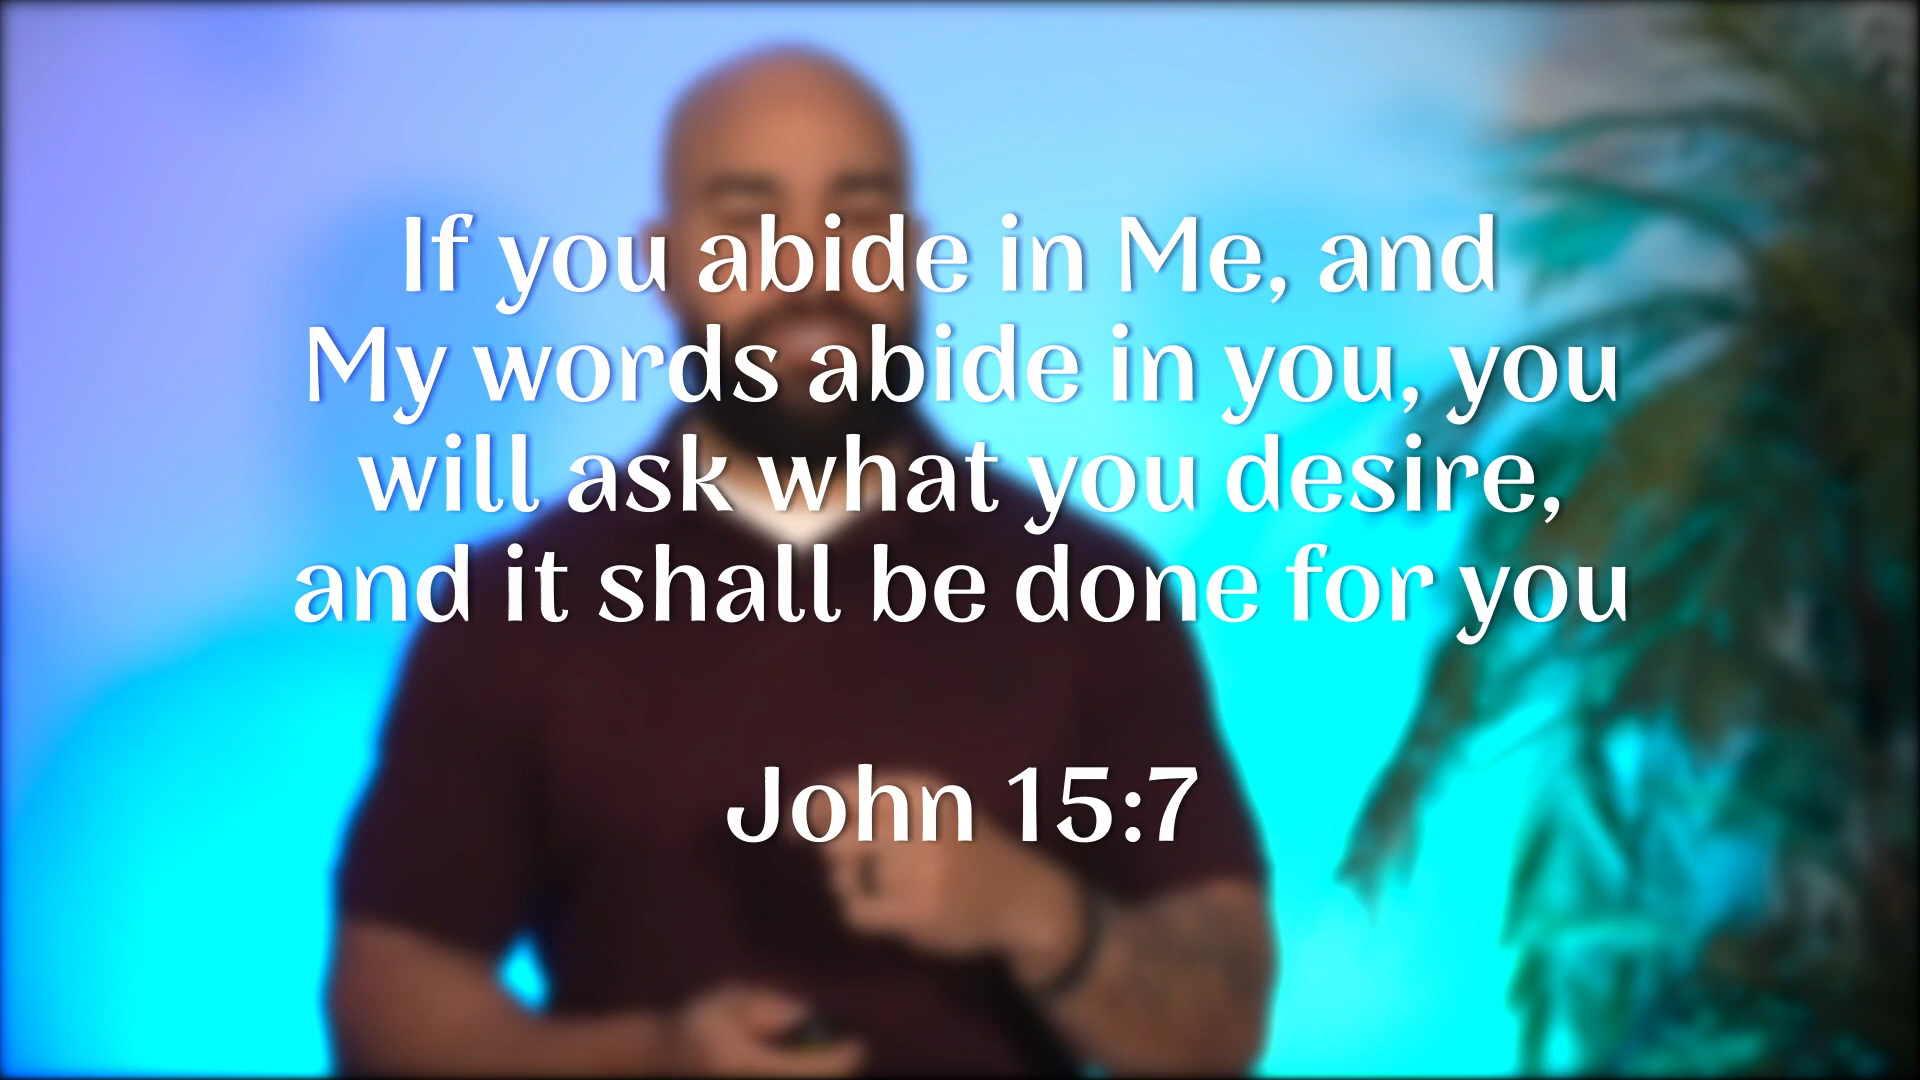 If you abide in Me, and
My words abide in you, you
will ask what you desire,
and it shall be done for you
John 15:7